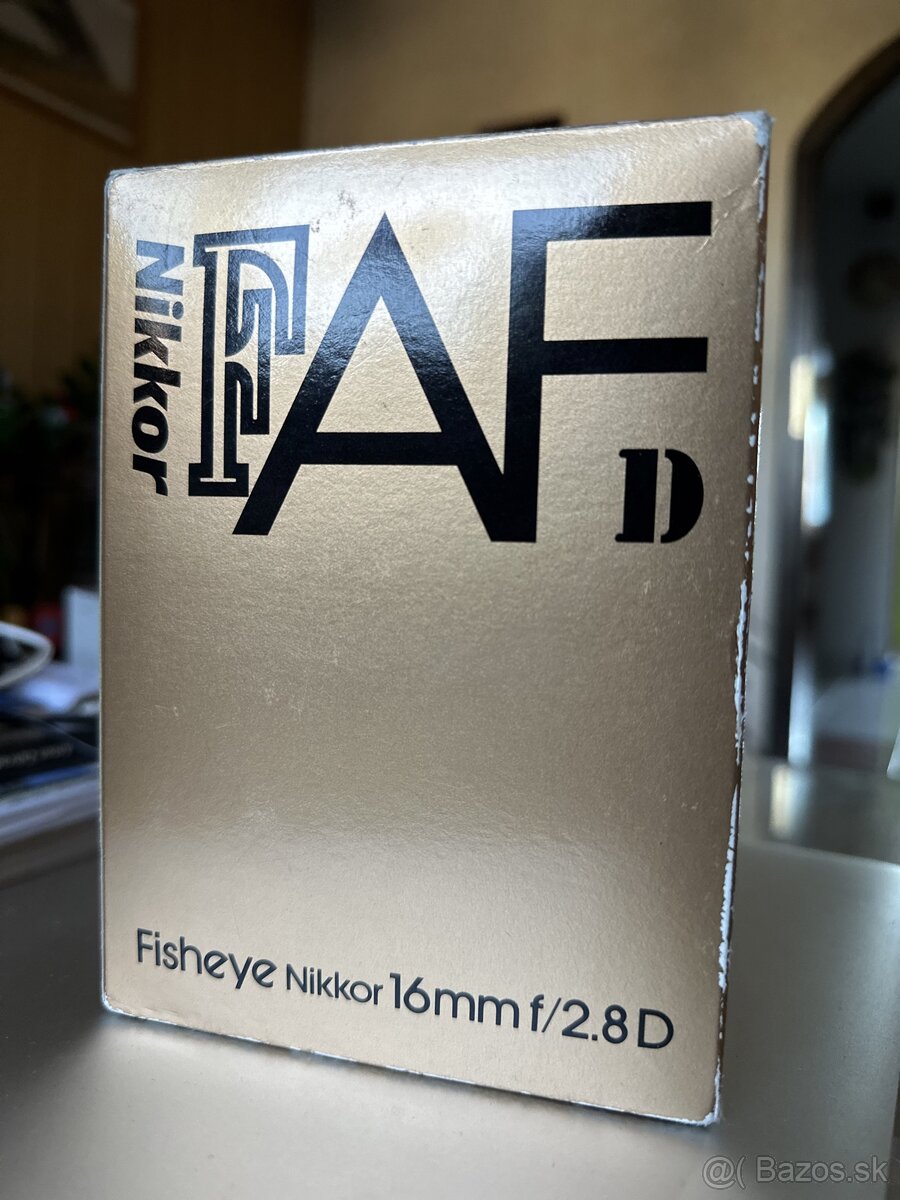 Nikkor
F AF
D
Fisheye Nikkor 16mm f/2.8 D
@( Bazos.sk